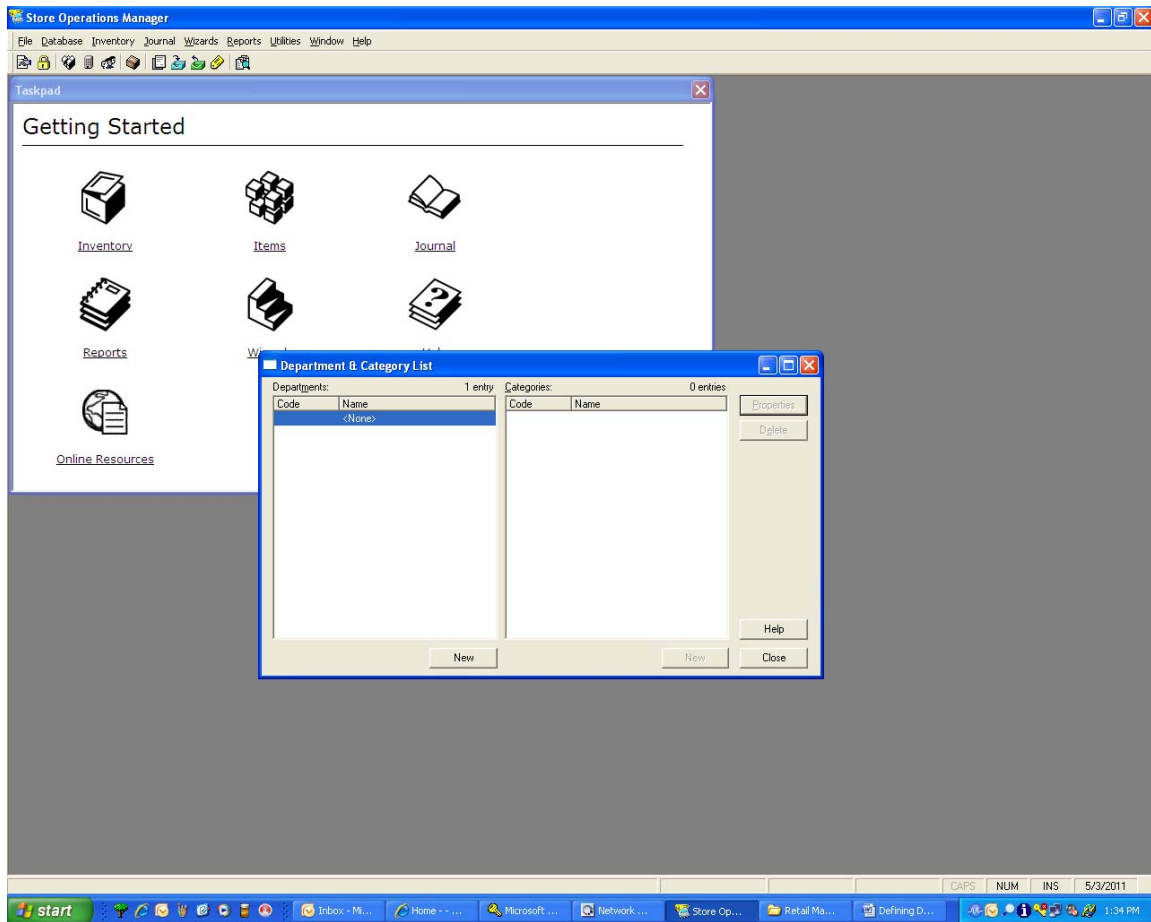 Store Operations Manager
File Database Inventory Journal Wizards Reports Utilities Window Help
Taskpad
Getting Started
Inventory Items Journal
Reports
Online Resources
Department & Category List
Departments: 1 entry Categories: 0 entries
Code Name Code Name Properties
<None>
Delete
Help
New New Close
CAPS NUM INS 5/3/2011
start Inbox - Mi... Home - - ... Microsoft ... Network ... Store Op... Retail Ma... Defining D... 1:34 PM